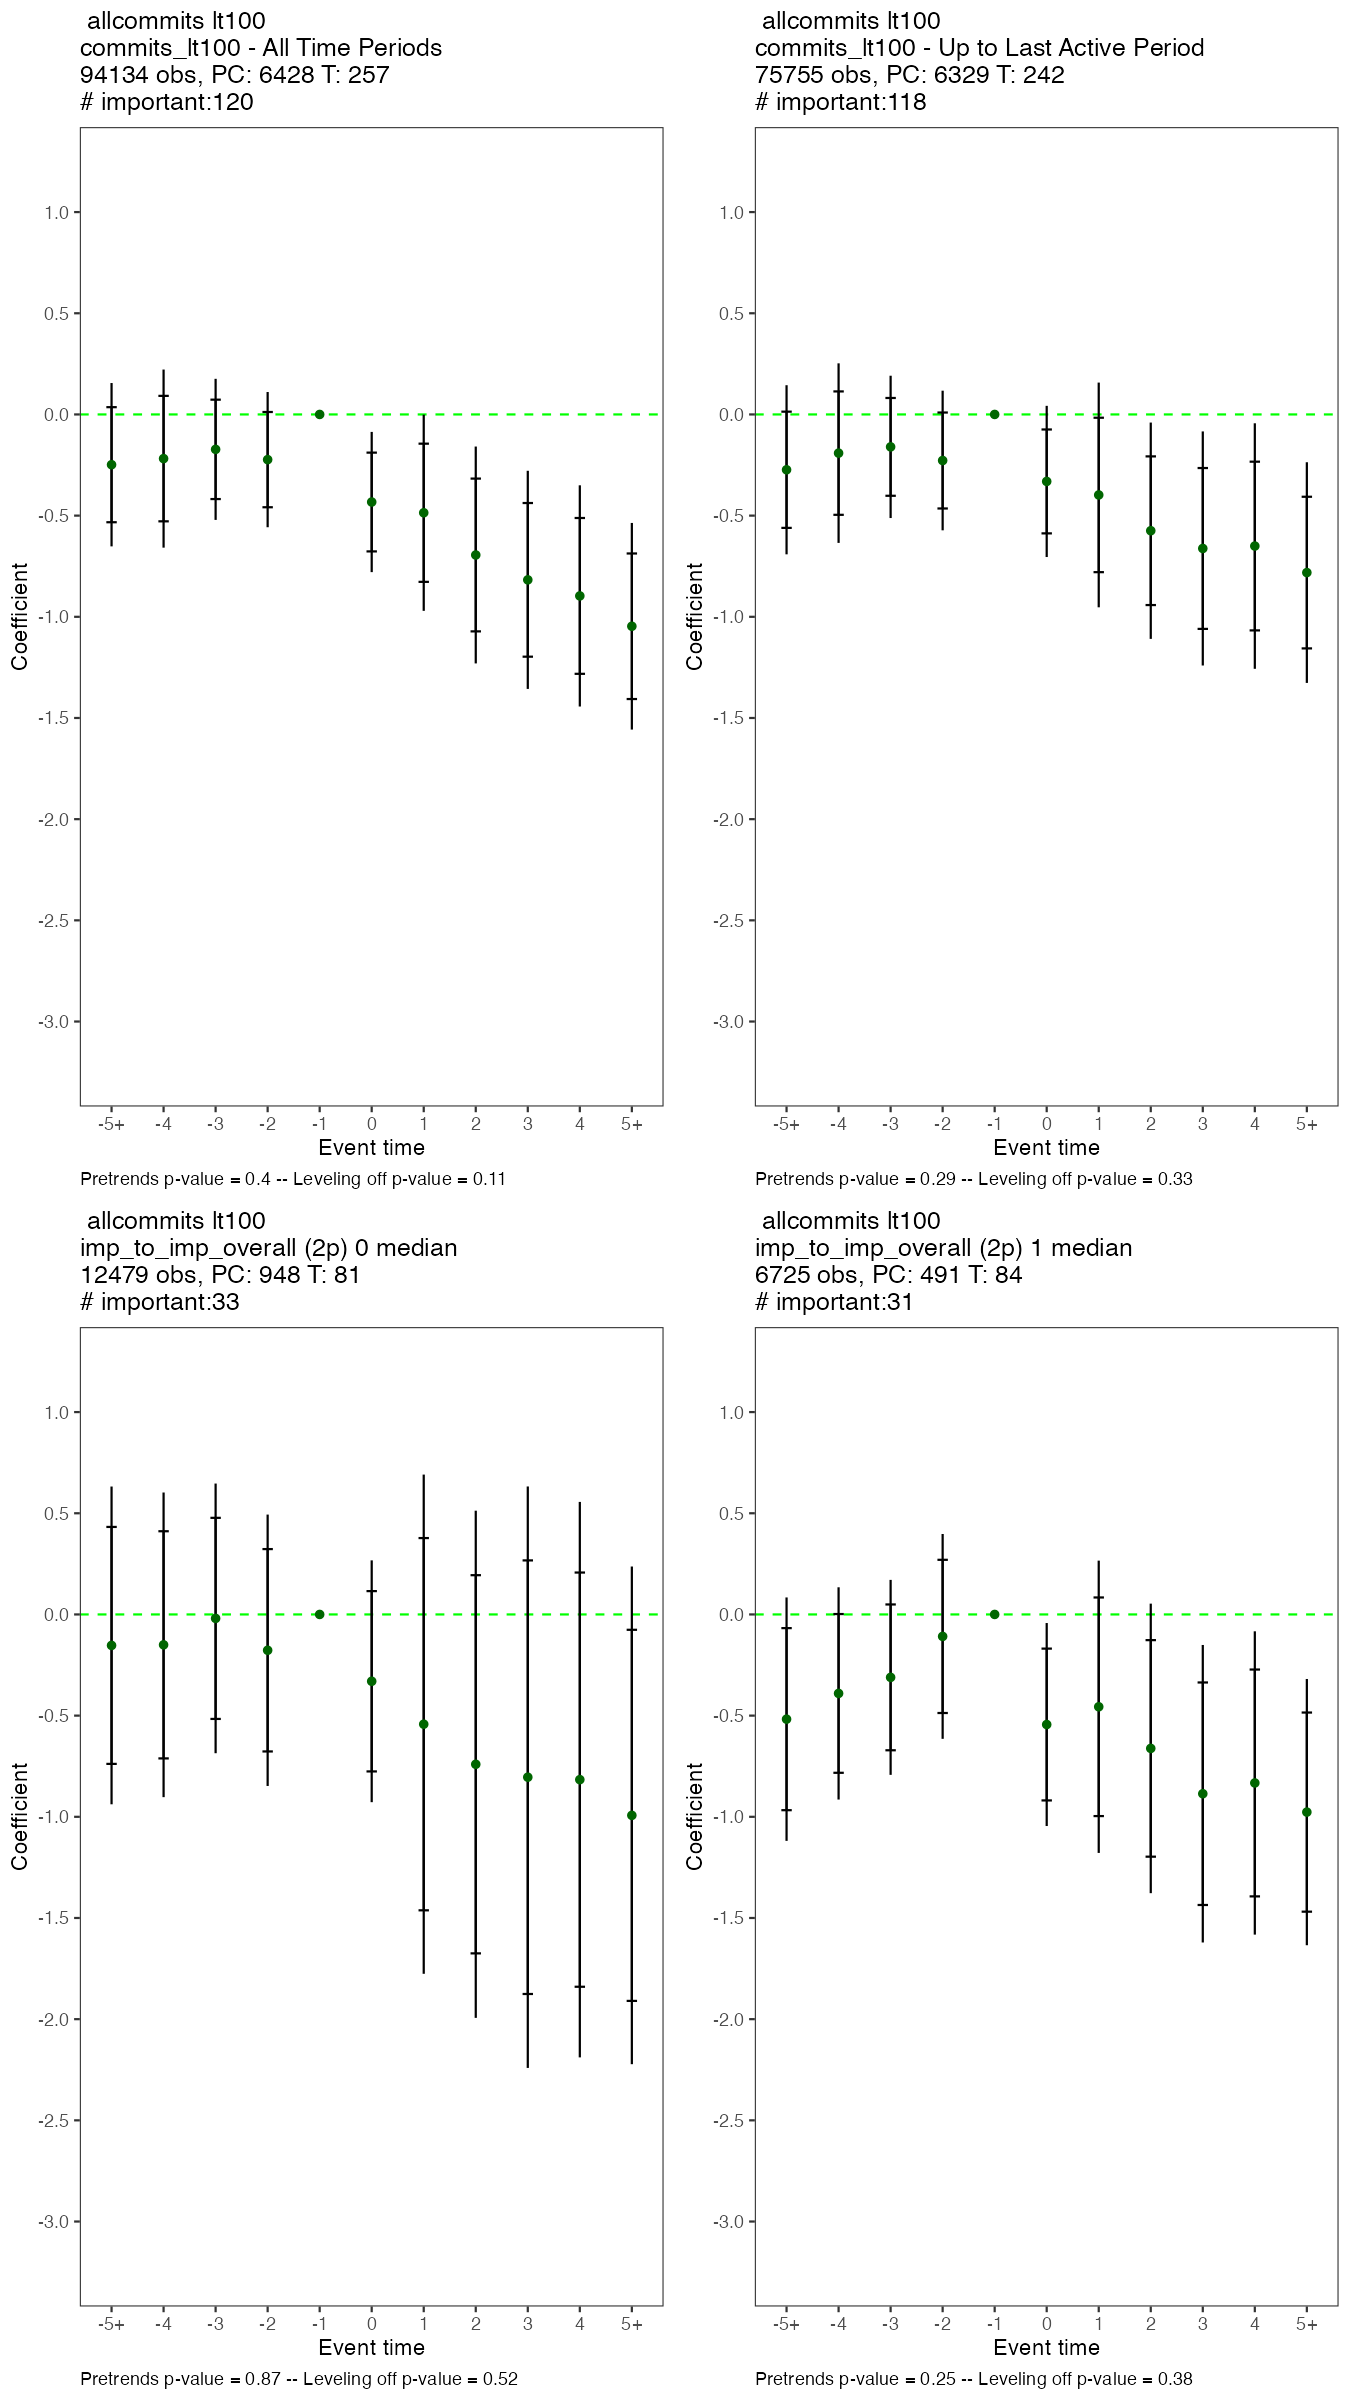 allcommits lt100
commits_lt100 - All Time Periods
94134 obs, PC: 6428 T: 257
# important:120
Coefficient
1.0
0.5
0.0
-0.5
-1.0
-1.5
-2.0
-2.5
-3.0
-5+ -4 -3 -2 -1 0 1 2 3 4 5+
Event time
Pretrends p-value = 0.4 -- Leveling off p-value = 0.11
allcommits lt100
commits_lt100 - Up to Last Active Period
75755 obs, PC: 6329 T: 242
# important:118
Coefficient
1.0
0.5
0.0
-0.5
-1.0
-1.5
-2.0
-2.5
-3.0
-5+ -4 -3 -2 -1 0 1 2 3 4 5+
Event time
Pretrends p-value = 0.29 -- Leveling off p-value = 0.33
allcommits lt100
imp_to_imp_overall (2p) 0 median
12479 obs, PC: 948 T: 81
# important:33
Coefficient
1.0
0.5
0.0
-0.5
-1.0
-1.5
-2.0
-2.5
-3.0
-5+ -4 -3 -2 -1 0 1 2 3 4 5+
Event time
Pretrends p-value = 0.87 -- Leveling off p-value = 0.52
allcommits lt100
imp_to_imp_overall (2p) 1 median
6725 obs, PC: 491 T: 84
# important:31
Coefficient
1.0
0.5
0.0
-0.5
-1.0
-1.5
-2.0
-2.5
-3.0
-5+ -4 -3 -2 -1 0 1 2 3 4 5+
Event time
Pretrends p-value = 0.25 -- Leveling off p-value = 0.38